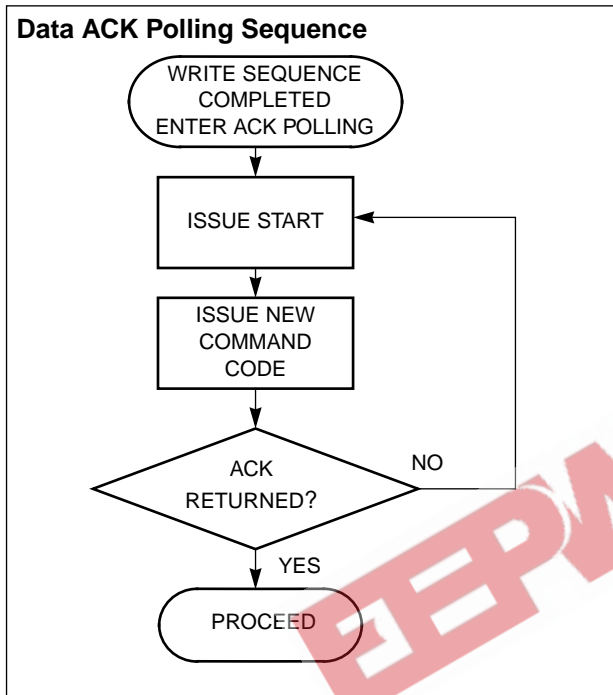 Data ACK Polling Sequence
WRITE SEQUENCE
COMPLETED
ENTER ACK POLLING
ISSUE START
ISSUE NEW
COMMAND
CODE
ACK
RETURNED?
NO
YES
PROCEED
EEPW